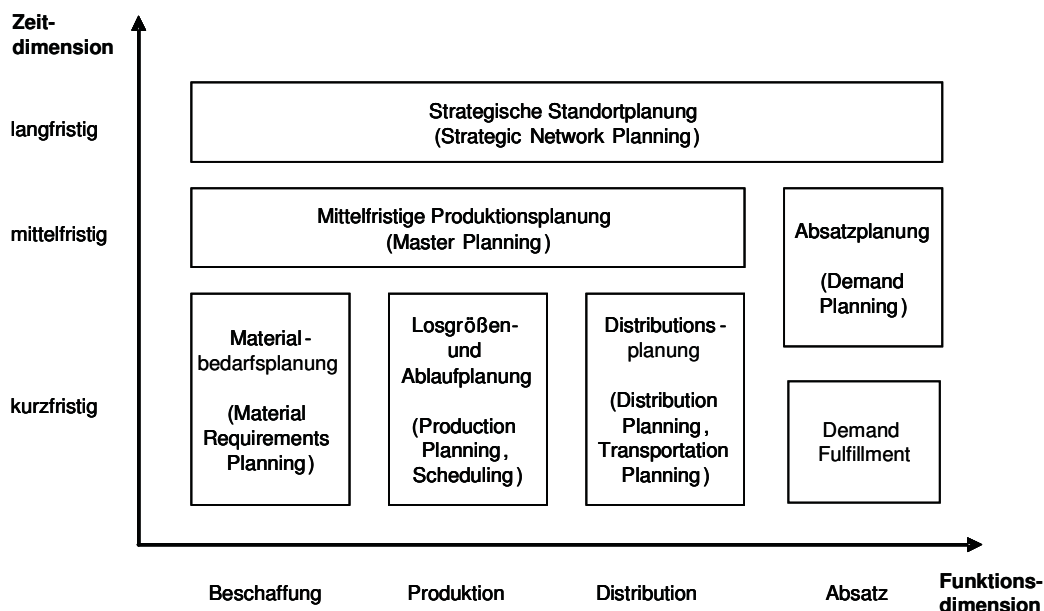 Zeit-
dimension
langfristig
Strategische Standortplanung
(Strategic Network Planning)
mittelfristig
Mittelfristige Produktionsplanung
(Master Planning)
Absatzplanung
(Demand
Planning)
kurzfristig
Material-
bedarfsplanung
(Material
Requirements
Planning)
Losgrößen-
und
Ablaufplanung
(Production
Planning,
Scheduling)
Distributions-
planung
(Distribution
Planning,
Transportation
Planning)
Demand
Fulfillment
Beschaffung
Produktion
Distribution
Absatz
Funktions-
dimension